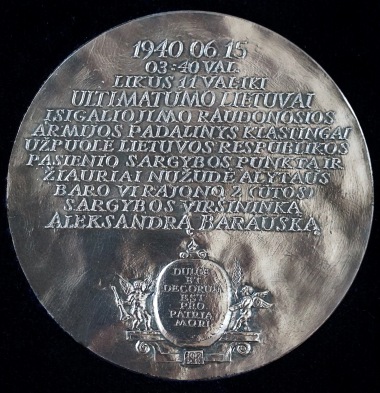 1940 06 15
03:40 VAL.
LIKUS 11 VAL. IKI
ULTIMATUMO LIETUVAI
ĮSIGALIOJIMO RAUDONOSIOS
ARMIJOS PADALINYS KLASTINGAI
UŽPUOLĖ LIETUVOS RESPUBLIKOS
PASIENIO SARGYBOS PUNKTĄ IR
ŽIAURIAI NUŽUDĖ ALYTAUS
BARO VI RAJONO 2 (ŪTOS)
SARGYBOS VIRŠININKĄ
ALEKSANDRĄ BARAUSKĄ
DULCE
ET
DECORUM
EST
PRO
PATRIA
MORI